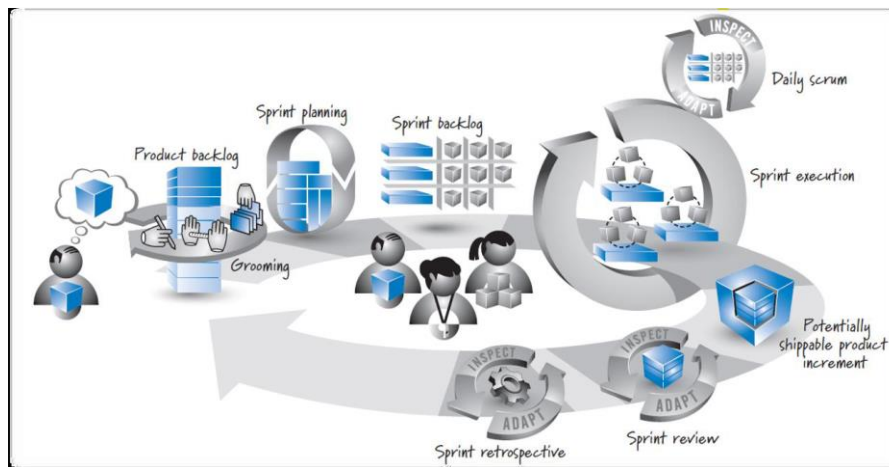 INSPECT
ADAPT
Daily scrum
Sprint planning
Sprint backlog
Product backlog
Sprint execution
Grooming
Potentially
shippable product
increment
INSPECT
ADAPT
Sprint retrospective
INSPECT
ADAPT
Sprint review